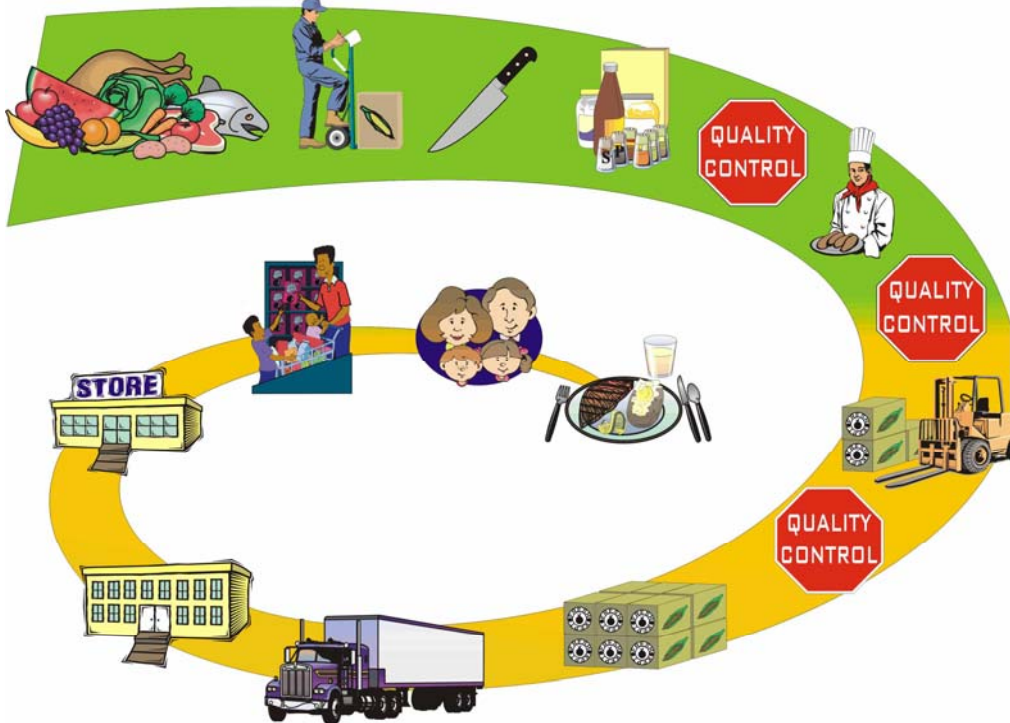 S P
QUALITY
CONTROL
QUALITY
CONTROL
QUALITY
CONTROL
STORE